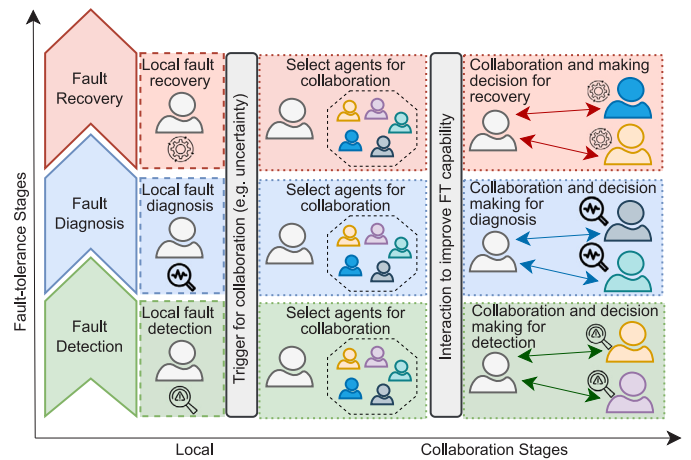 Fault-tolerance Stages
Fault
Recovery
Local fault
recovery
Trigger for collaboration (e.g. uncertainty)
Select agents for
collaboration
Interaction to improve FT capability
Collaboration and making
decision for
recovery
Fault
Diagnosis
Local fault
diagnosis
Select agents for
collaboration
Collaboration and decision
making for
diagnosis
Fault
Detection
Local fault
detection
Select agents for
collaboration
Collaboration and decision
making for
detection
Local
Collaboration Stages